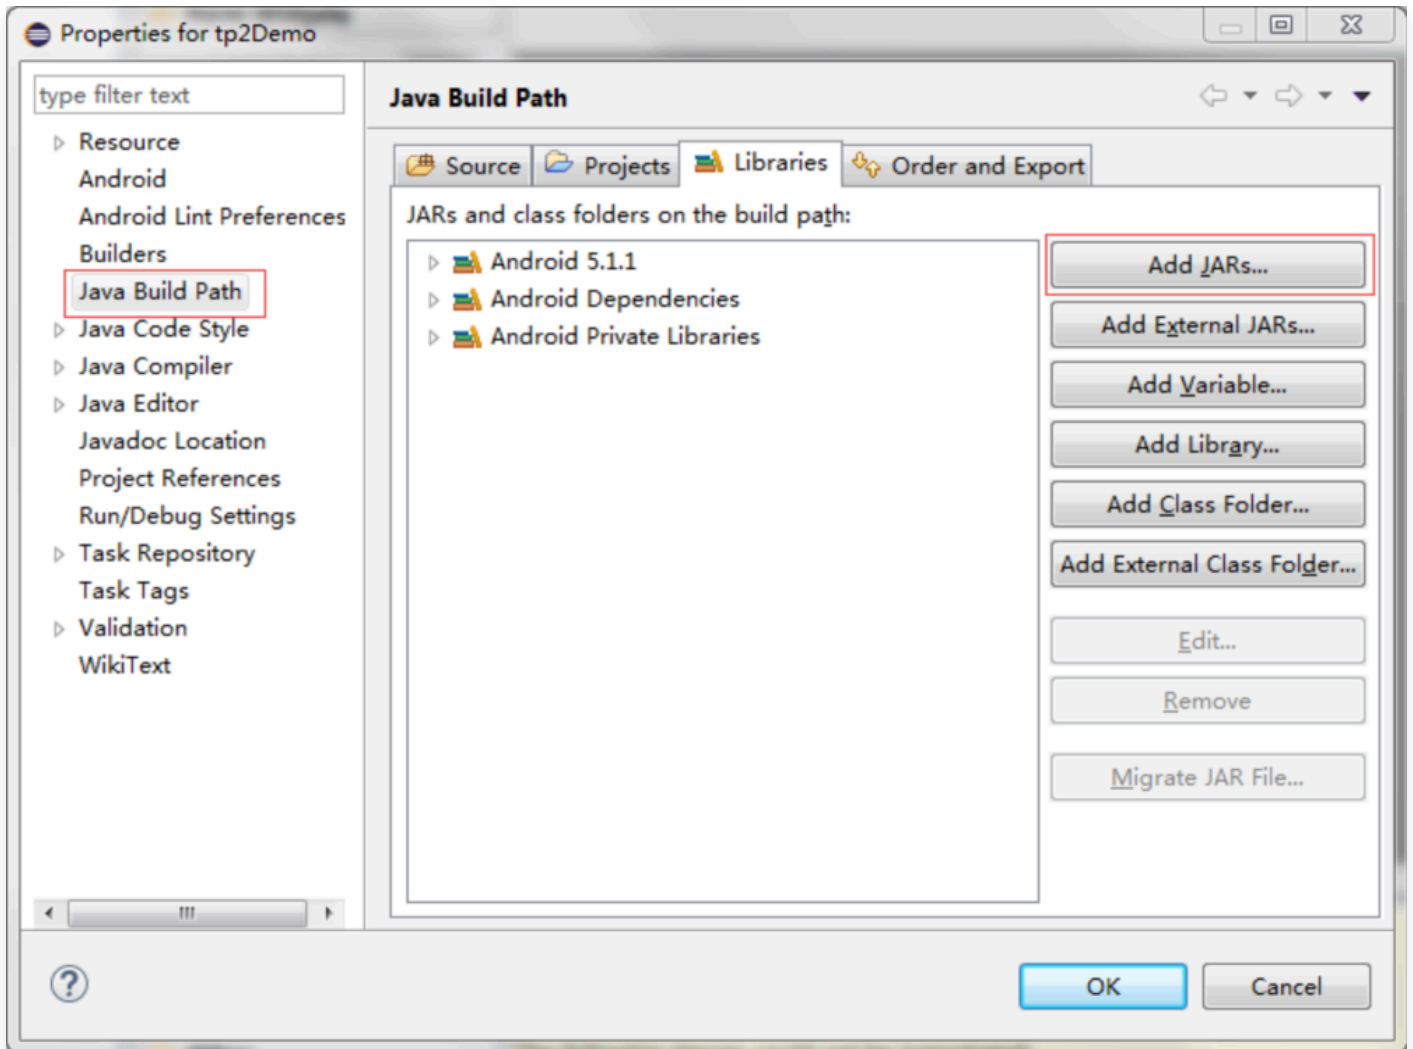 Properties for tp2Demo
type filter text
Resource
Android
Android Lint Preferences
Builders
Java Build Path
Java Code Style
Java Compiler
Java Editor
Javadoc Location
Project References
Run/Debug Settings
Task Repository
Task Tags
Validation
WikiText
Java Build Path
Source Projects Libraries Order and Export
JARs and class folders on the build path:
Android 5.1.1
Android Dependencies
Android Private Libraries
Add JARs...
Add External JARs...
Add Variable...
Add Library...
Add Class Folder...
Add External Class Folder...
Edit...
Remove
Migrate JAR File...
OK Cancel